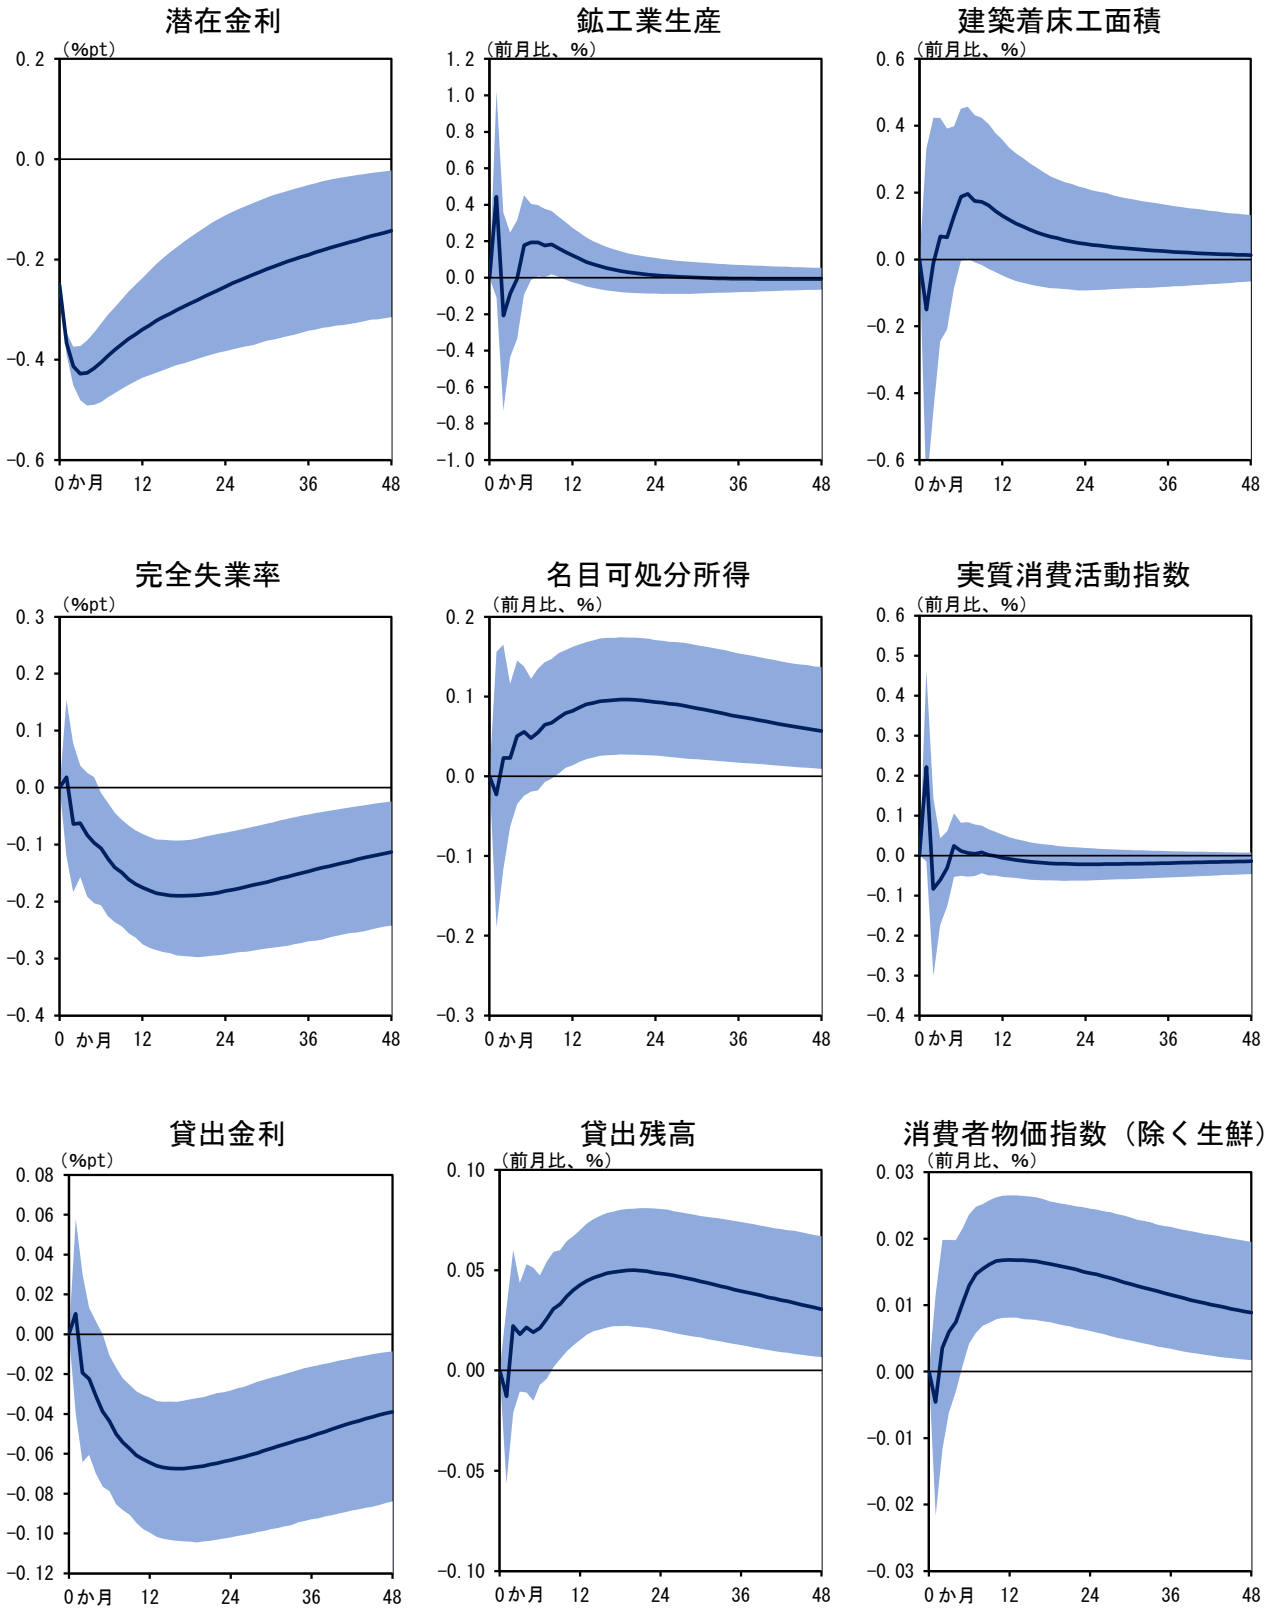 潜在金利
(%pt)
0.2
0.0
-0.2
-0.4
-0.6
0 か月 12 24 36 48
鉱工業生産
(前月比、%)
1.2
1.0
0.8
0.6
0.4
0.2
0.0
-0.2
-0.4
-0.6
-0.8
-1.0
0 か月 12 24 36 48
建築着床工面積
(前月比、%)
0.6
0.4
0.2
0.0
-0.2
-0.4
-0.6
0 か月 12 24 36 48
完全失業率
(%pt)
0.3
0.2
0.1
0.0
-0.1
-0.2
-0.3
-0.4
0 か月 12 24 36 48
名目可処分所得
(前月比、%)
0.2
0.1
0.0
-0.1
-0.2
-0.3
0 か月 12 24 36 48
実質消費活動指数
(前月比、%)
0.6
0.5
0.4
0.3
0.2
0.1
0.0
-0.1
-0.2
-0.3
-0.4
0 か月 12 24 36 48
貸出金利
(%pt)
0.08
0.06
0.04
0.02
0.00
-0.02
-0.04
-0.06
-0.08
-0.10
-0.12
0 か月 12 24 36 48
貸出残高
(前月比、%)
0.10
0.05
0.00
-0.05
-0.10
0 か月 12 24 36 48
消費者物価指数（除く生鮮）
(前月比、%)
0.03
0.02
0.01
0.00
-0.01
-0.02
-0.03
0 か月 12 24 36 48